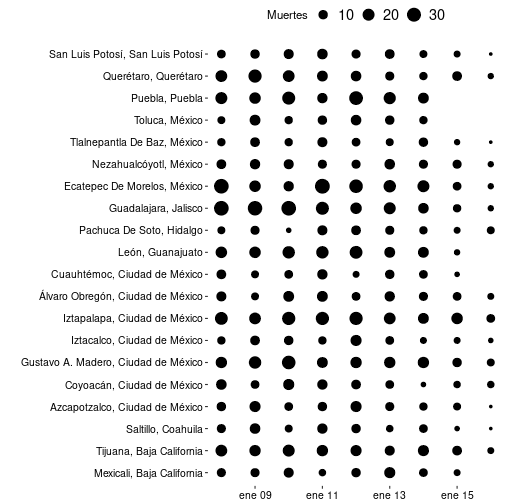 Muertes 10 20 30
San Luis Potosí, San Luis Potosí
Querétaro, Querétaro
Puebla, Puebla
Toluca, México
Tlalnepantla De Baz, México
Nezahualcóyotl, México
Ecatepec De Morelos, México
Guadalajara, Jalisco
Pachuca De Soto, Hidalgo
León, Guanajuato
Cuauhtémoc, Ciudad de México
Álvaro Obregón, Ciudad de México
Iztapalapa, Ciudad de México
Iztacalco, Ciudad de México
Gustavo A. Madero, Ciudad de México
Coyoacán, Ciudad de México
Azcapotzalco, Ciudad de México
Saltillo, Coahuila
Tijuana, Baja California
Mexicali, Baja California
ene 09 ene 11 ene 13 ene 15